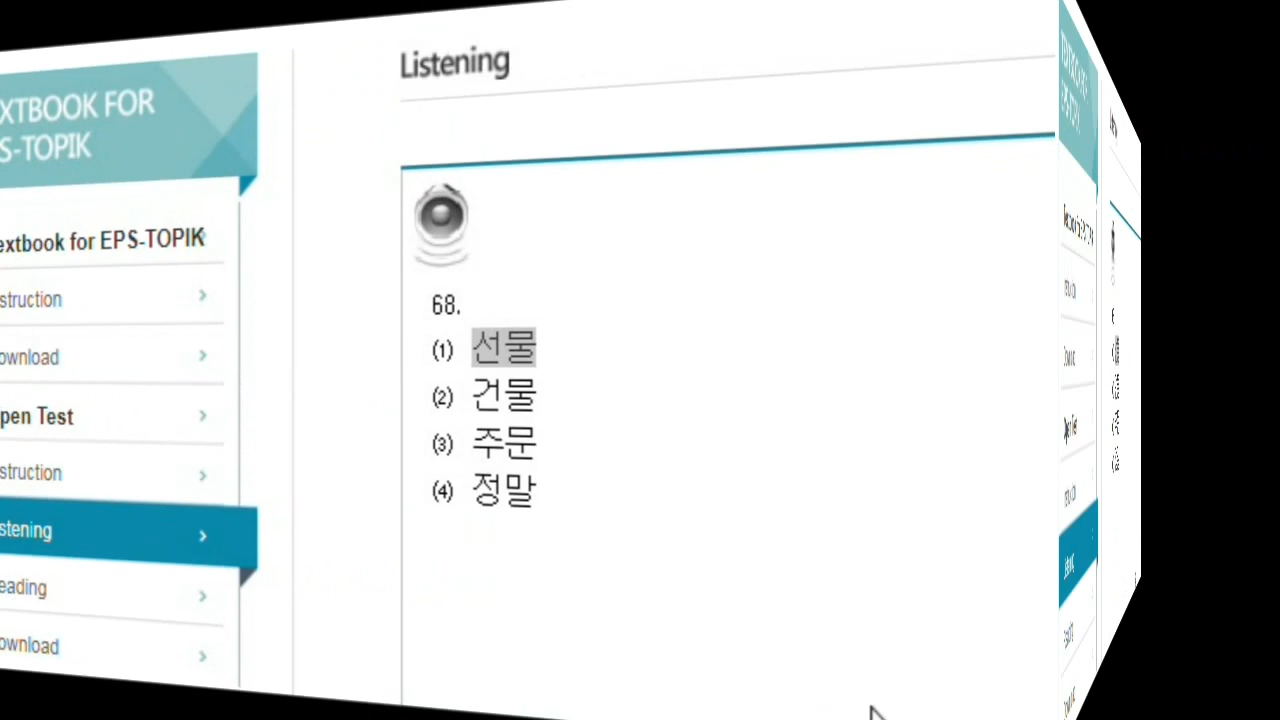 XTBOOK FOR
S-TOPIK
extbook for EPS-TOPIK
struction
ownload
pen Test
struction
stening
eading
ownload
Listening
68.
(1) 선물
(2) 건물
(3) 주문
(4) 정말